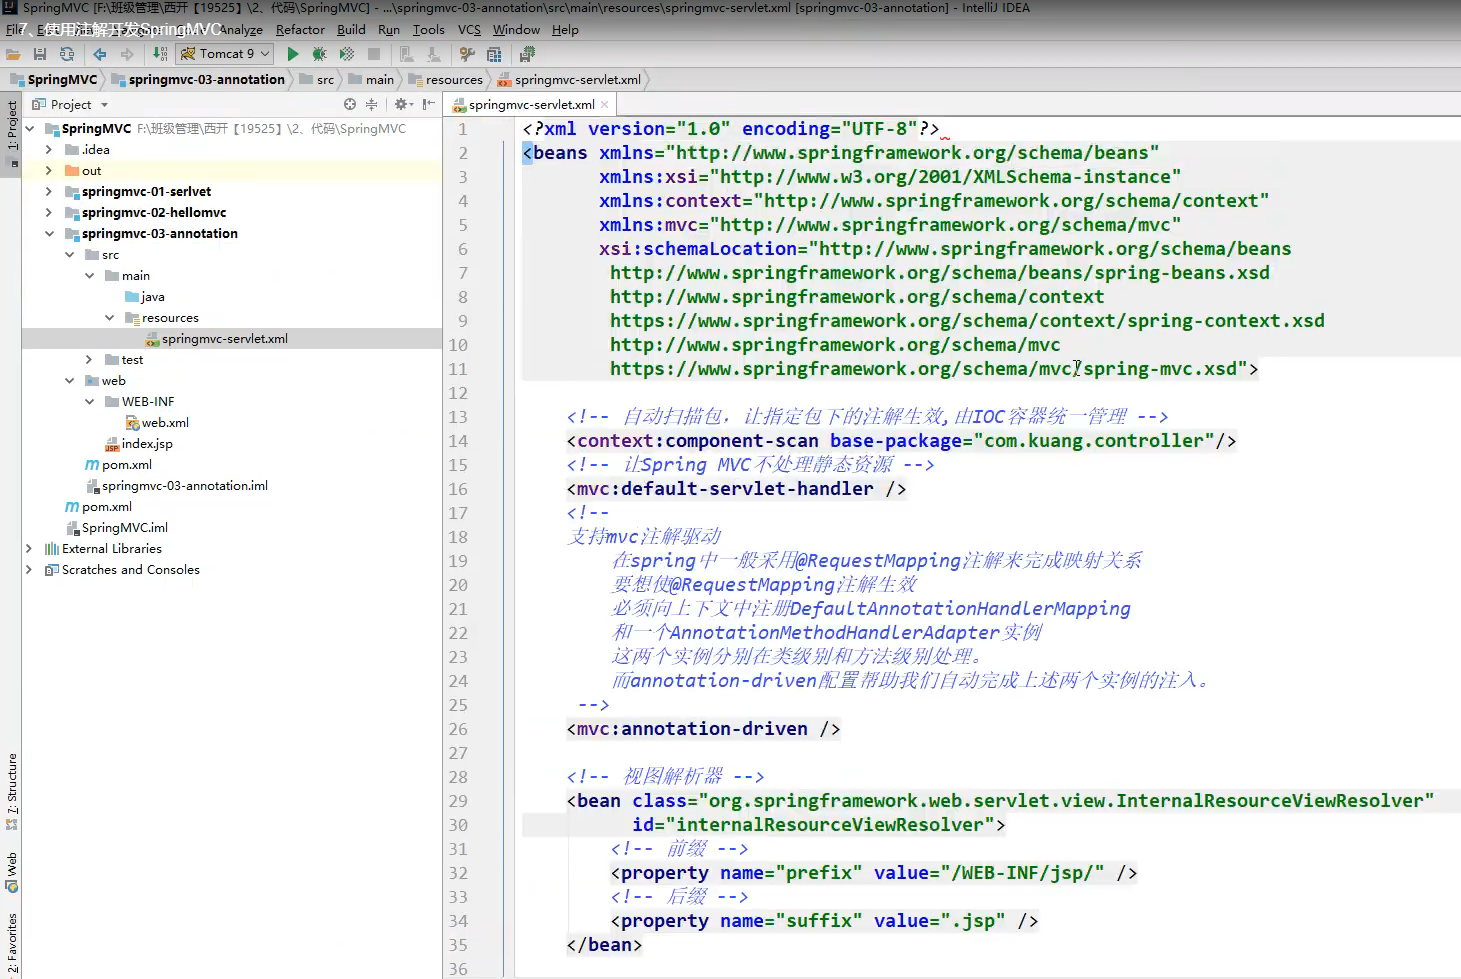 SpringMVC [F:\班级管理\西开【19525】\2、代码\SpringMVC] - ...\springmvc-03-annotation\src\main\resources\springmvc-servlet.xml [springmvc-03-annotation] - IntelliJ IDEA
7、使用注解开发SpringMVC
File Analyze Refactor Build Run Tools VCS Window Help
Tomcat 9
SpringMVC springmvc-03-annotation src main resources springmvc-servlet.xml
Project
springmvc-servlet.xml
1: Project
SpringMVC F:\班级管理\西开【19525】\2、代码\SpringMVC
.idea
out
springmvc-01-serlvet
springmvc-02-hellomvc
springmvc-03-annotation
src
main
java
resources
springmvc-servlet.xml
test
web
WEB-INF
web.xml
index.jsp
pom.xml
springmvc-03-annotation.iml
pom.xml
SpringMVC.iml
External Libraries
Scratches and Consoles
7: Structure
Web
2: Favorites
1 <?xml version="1.0" encoding="UTF-8"?>
2 <beans xmlns="http://www.springframework.org/schema/beans"
3 xmlns:xsi="http://www.w3.org/2001/XMLSchema-instance"
4 xmlns:context="http://www.springframework.org/schema/context"
5 xmlns:mvc="http://www.springframework.org/schema/mvc"
6 xsi:schemaLocation="http://www.springframework.org/schema/beans
7 http://www.springframework.org/schema/beans/spring-beans.xsd
8 http://www.springframework.org/schema/context
9 https://www.springframework.org/schema/context/spring-context.xsd
10 http://www.springframework.org/schema/mvc
11 https://www.springframework.org/schema/mvc/spring-mvc.xsd">
12
13 <!-- 自动扫描包，让指定包下的注解生效,由IOC容器统一管理 -->
14 <context:component-scan base-package="com.kuang.controller"/>
15 <!-- 让Spring MVC不处理静态资源 -->
16 <mvc:default-servlet-handler />
17 <!--
18 支持mvc注解驱动
19 在spring中一般采用@RequestMapping注解来完成映射关系
20 要想使@RequestMapping注解生效
21 必须向上下文中注册DefaultAnnotationHandlerMapping
22 和一个AnnotationMethodHandlerAdapter实例
23 这两个实例分别在类级别和方法级别处理。
24 而annotation-driven配置帮助我们自动完成上述两个实例的注入。
25 -->
26 <mvc:annotation-driven />
27
28 <!-- 视图解析器 -->
29 <bean class="org.springframework.web.servlet.view.InternalResourceViewResolver"
30 id="internalResourceViewResolver">
31 <!-- 前缀 -->
32 <property name="prefix" value="/WEB-INF/jsp/" />
33 <!-- 后缀 -->
34 <property name="suffix" value=".jsp" />
35 </bean>
36